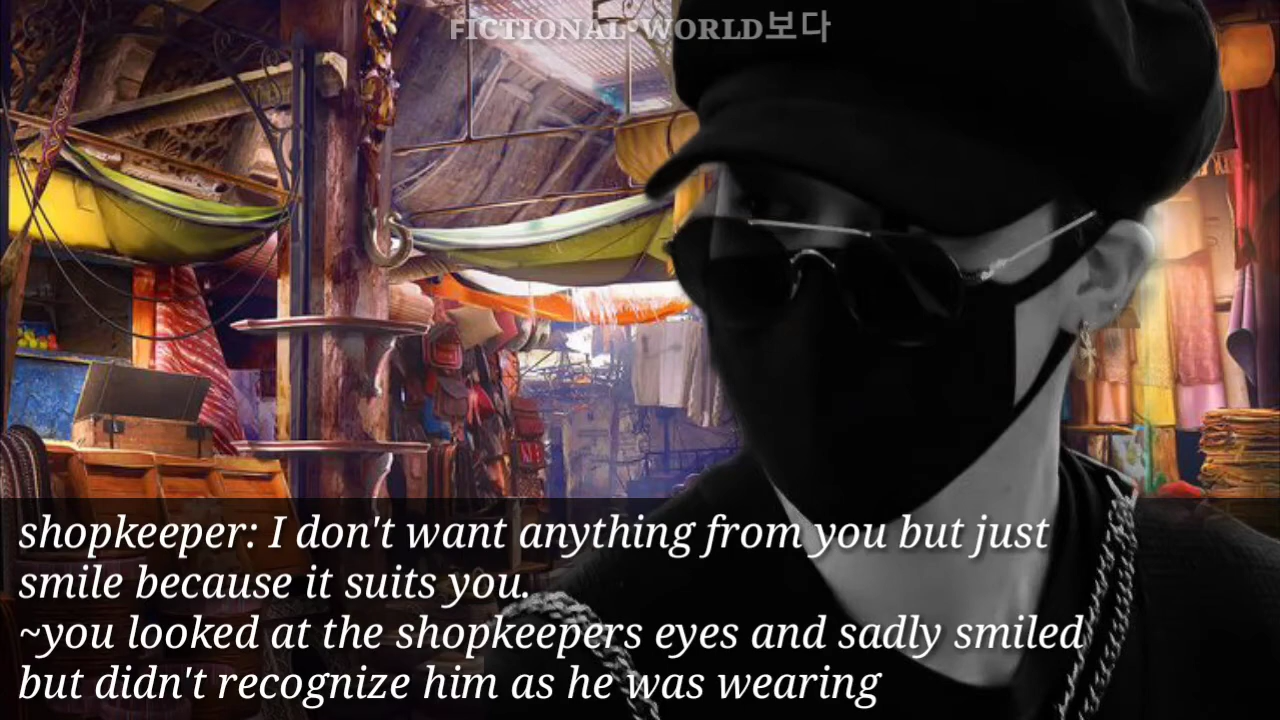 FICTIONAL•WORLD보다
shopkeeper: I don't want anything from you but just
smile because it suits you.
~you looked at the shopkeepers eyes and sadly smiled
but didn't recognize him as he was wearing